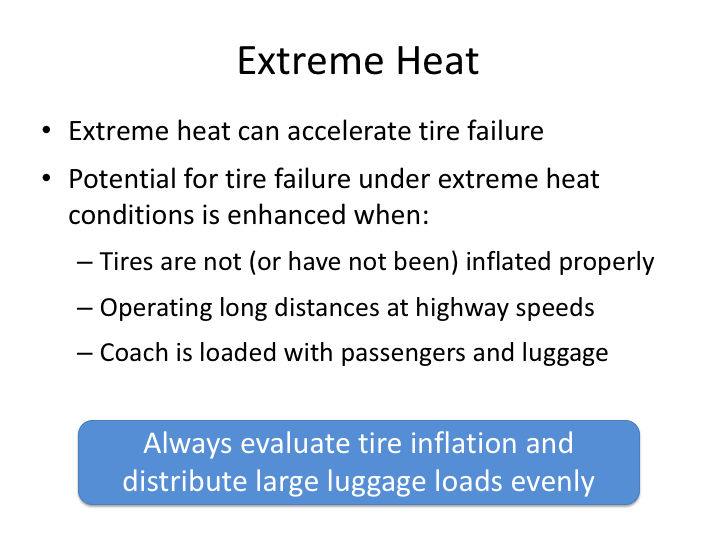 Extreme Heat
• Extreme heat can accelerate tire failure
• Potential for tire failure under extreme heat
conditions is enhanced when:
– Tires are not (or have not been) inflated properly
– Operating long distances at highway speeds
– Coach is loaded with passengers and luggage
Always evaluate tire inflation and
distribute large luggage loads evenly